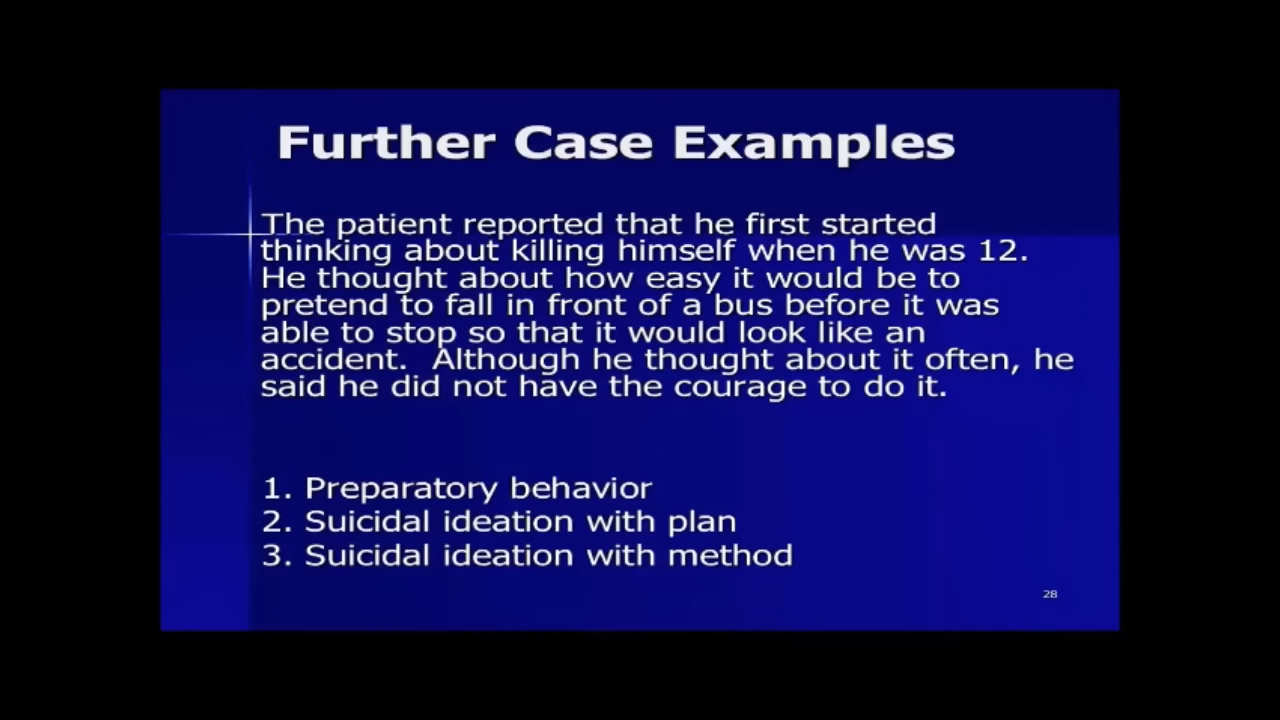 Further Case Examples
The patient reported that he first started
thinking about killing himself when he was 12.
He thought about how easy it would be to
pretend to fall in front of a bus before it was
able to stop so that it would look like an
accident.  Although he thought about it often, he
said he did not have the courage to do it.
1. Preparatory behavior
2. Suicidal ideation with plan
3. Suicidal ideation with method
28